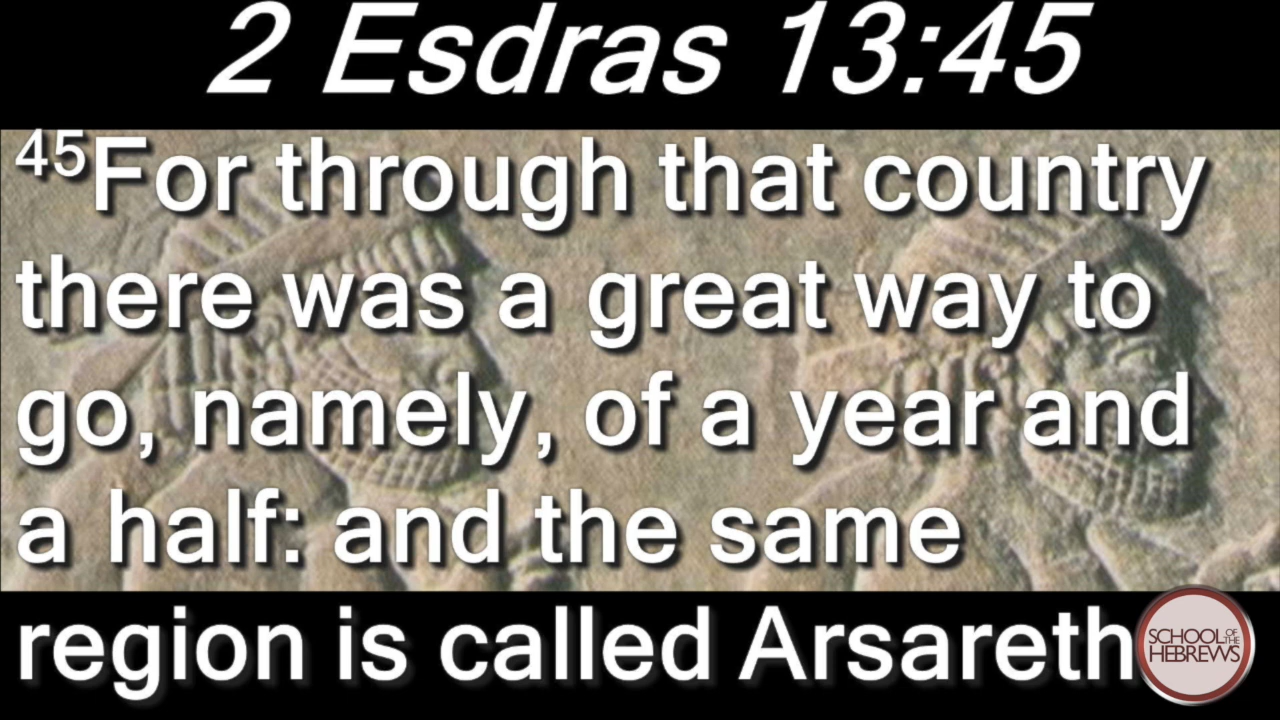 2 Esdras 13:45
45For through that country
there was a great way to
go, namely, of a year and
a half: and the same
region is called Arsareth
SCHOOL OF THE
HEBREWS